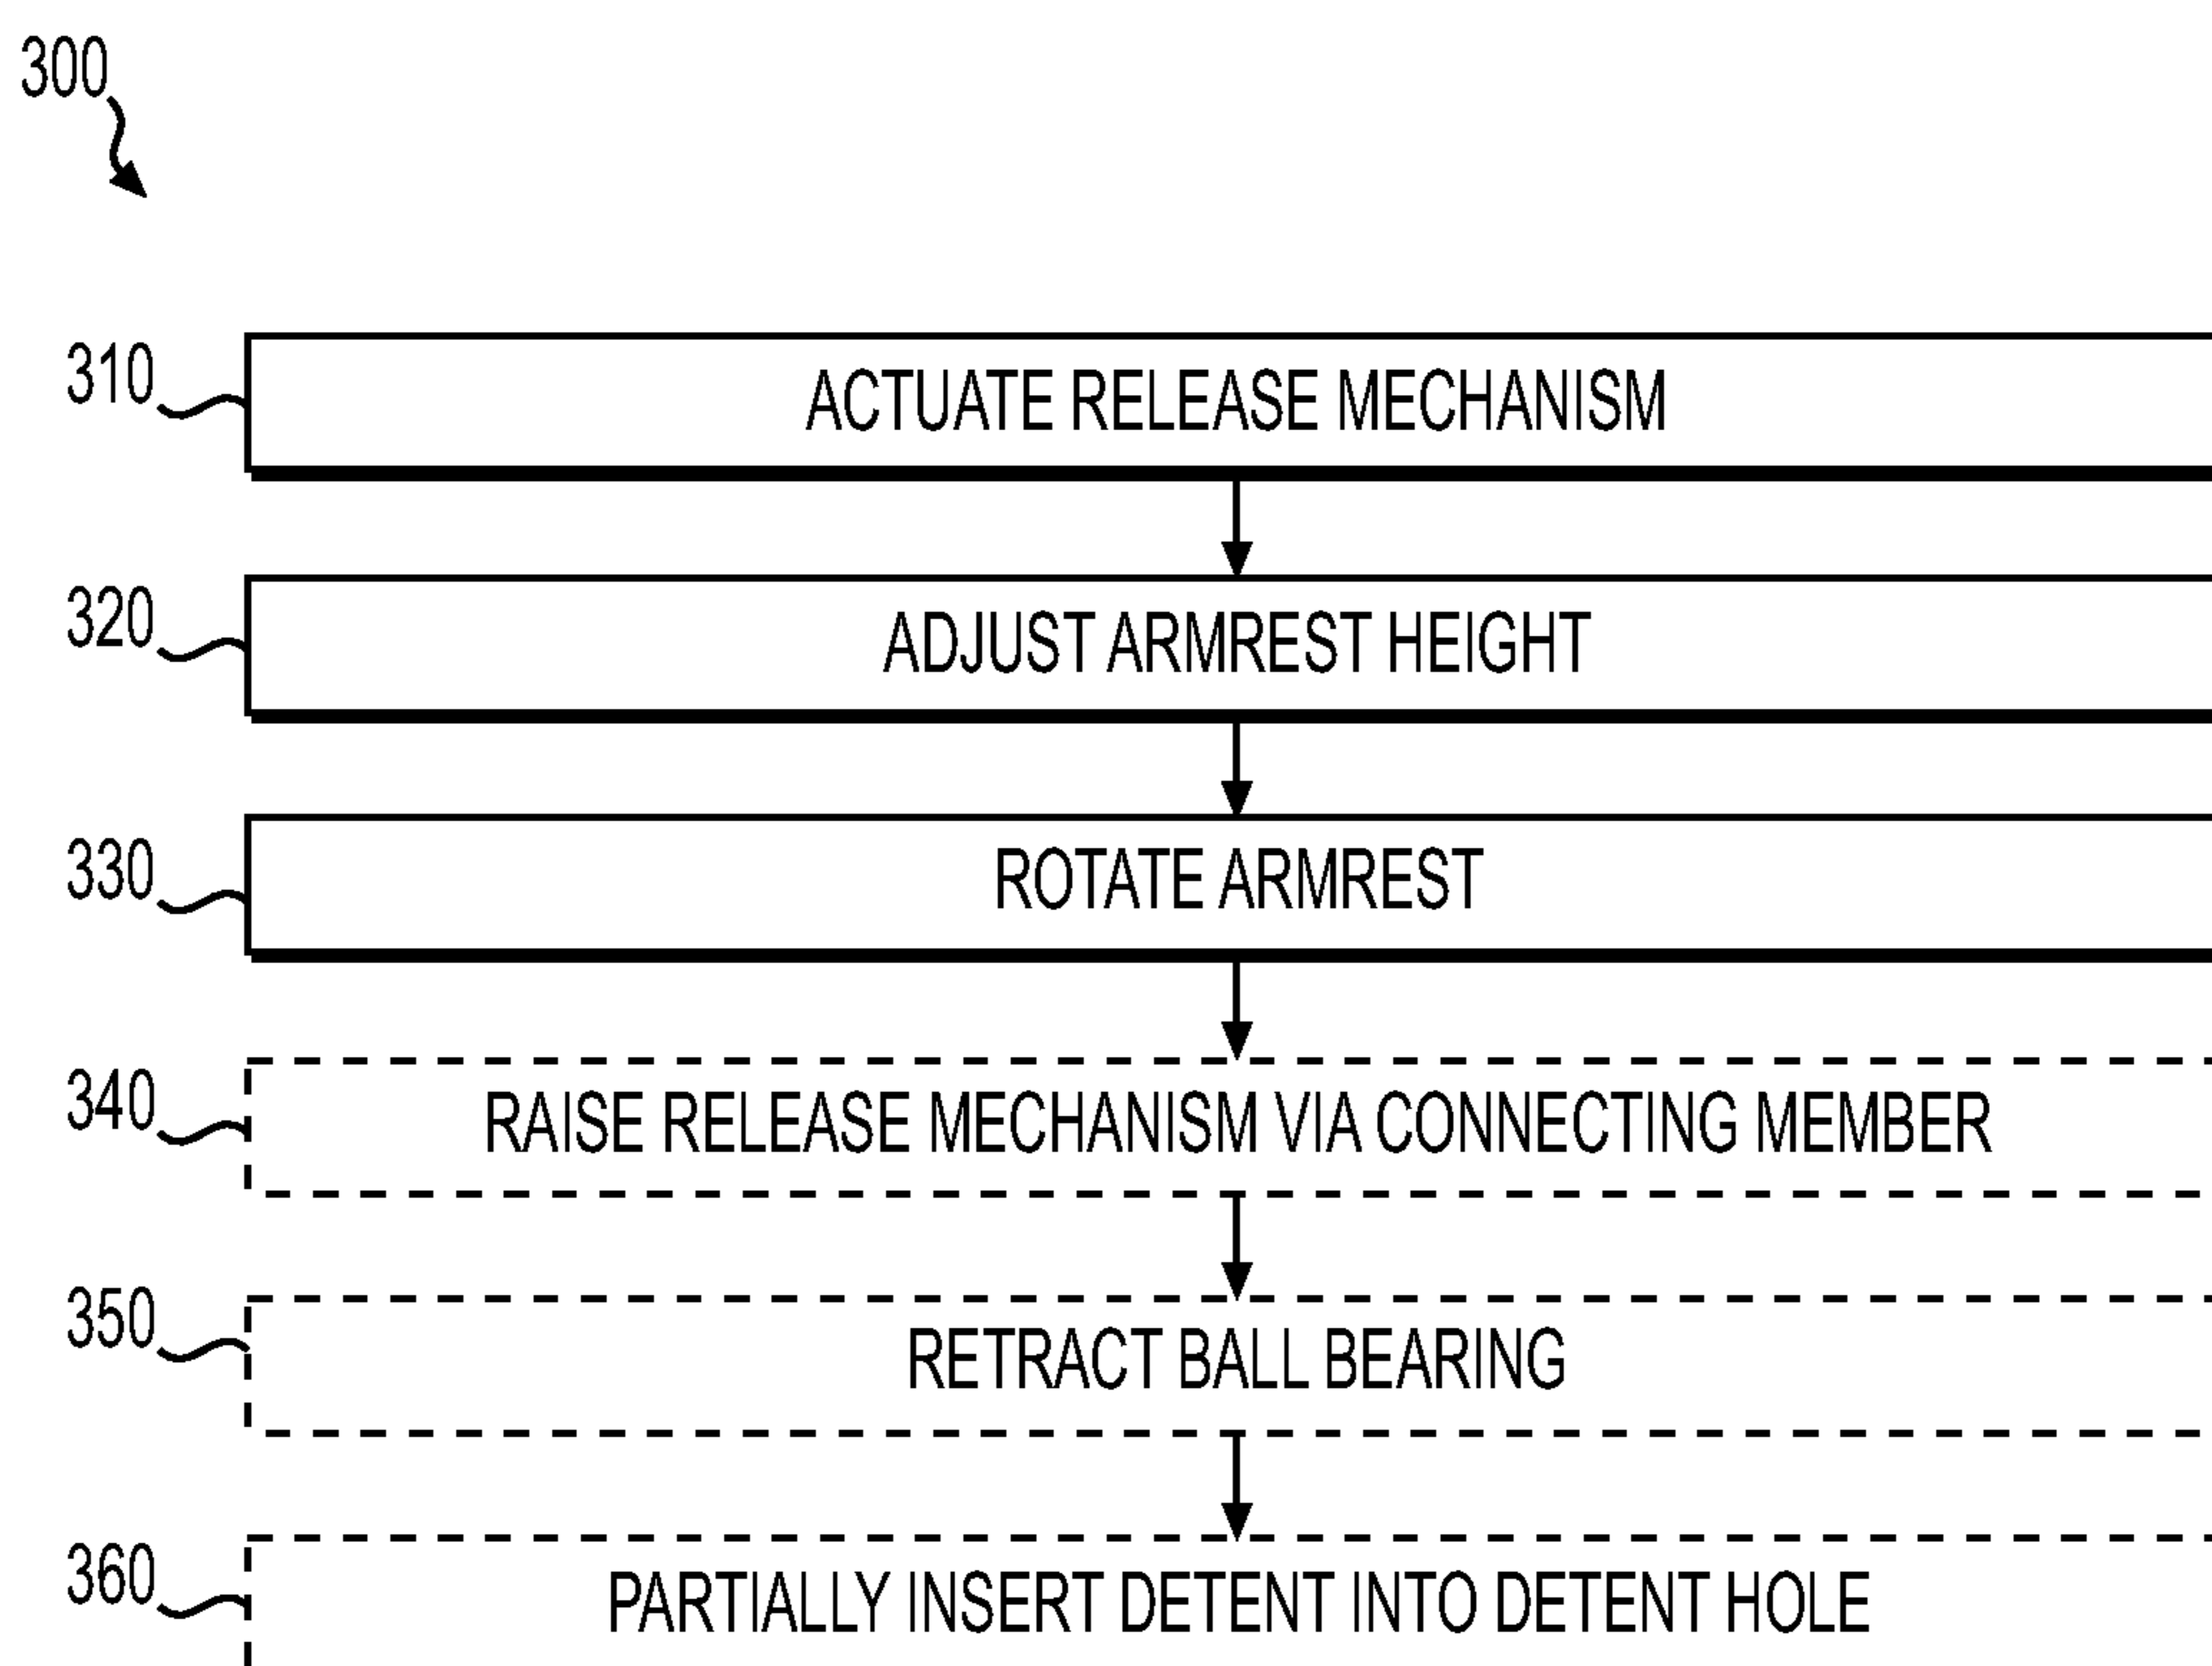 300
310
ACTUATE RELEASE MECHANISM
320
ADJUST ARMREST HEIGHT
330
ROTATE ARMREST
340
RAISE RELEASE MECHANISM VIA CONNECTING MEMBER
350
RETRACT BALL BEARING
360
PARTIALLY INSERT DETENT INTO DETENT HOLE